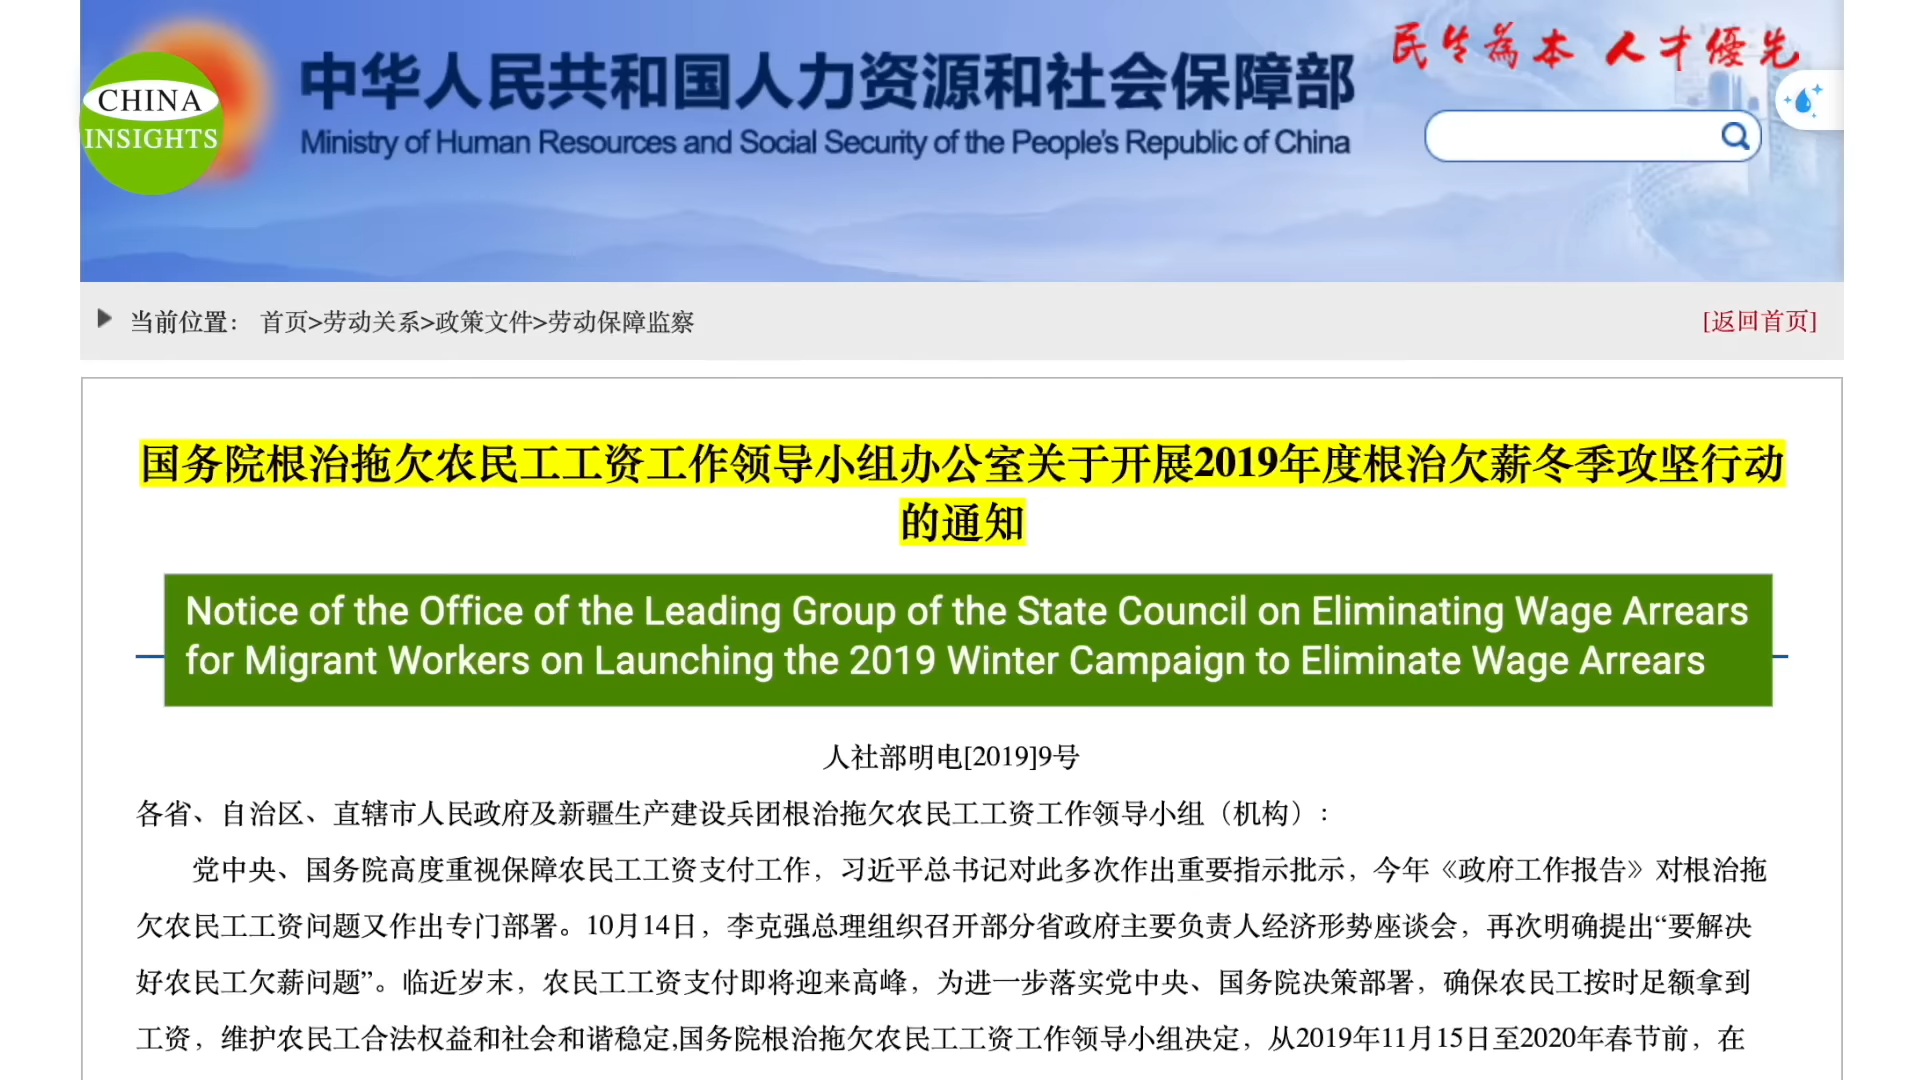 民生為本 人才優先
CHINA
INSIGHTS
中华人民共和国人力资源和社会保障部
Ministry of Human Resources and Social Security of the People's Republic of China
当前位置： 首页>劳动关系>政策文件>劳动保障监察
[返回首页]
国务院根治拖欠农民工工资工作领导小组办公室关于开展2019年度根治欠薪冬季攻坚行动
的通知
Notice of the Office of the Leading Group of the State Council on Eliminating Wage Arrears
for Migrant Workers on Launching the 2019 Winter Campaign to Eliminate Wage Arrears
人社部明电[2019]9号
各省、自治区、直辖市人民政府及新疆生产建设兵团根治拖欠农民工工资工作领导小组（机构）:
党中央、国务院高度重视保障农民工工资支付工作，习近平总书记对此多次作出重要指示批示，今年《政府工作报告》对根治拖
欠农民工工资问题又作出专门部署。10月14日，李克强总理组织召开部分省政府主要负责人经济形势座谈会，再次明确提出“要解决
好农民工欠薪问题”。临近岁末，农民工工资支付即将迎来高峰，为进一步落实党中央、国务院决策部署，确保农民工按时足额拿到
工资，维护农民工合法权益和社会和谐稳定,国务院根治拖欠农民工工资工作领导小组决定，从2019年11月15日至2020年春节前，在